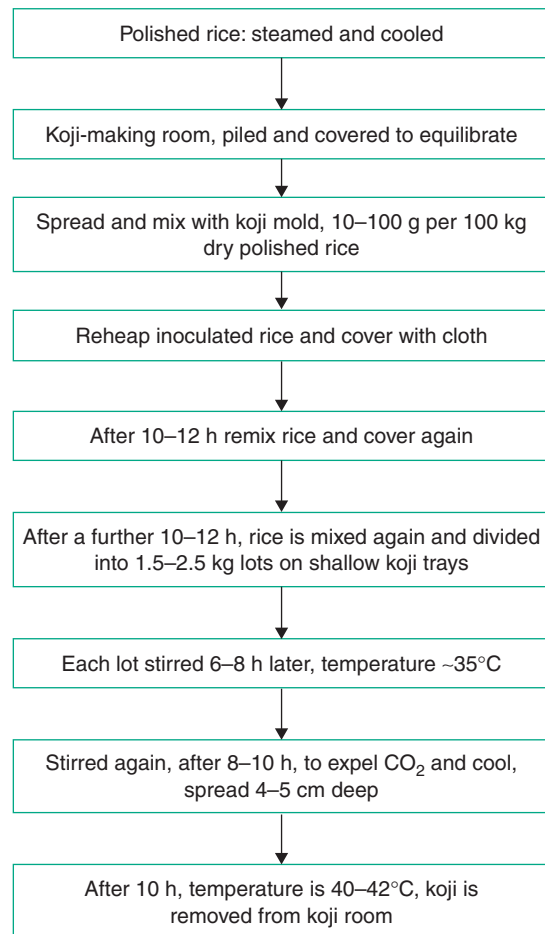 Polished rice: steamed and cooled
Koji-making room, piled and covered to equilibrate
Spread and mix with koji mold, 10–100 g per 100 kg
dry polished rice
Reheap inoculated rice and cover with cloth
After 10–12 h remix rice and cover again
After a further 10–12 h, rice is mixed again and divided
into 1.5–2.5 kg lots on shallow koji trays
Each lot stirred 6–8 h later, temperature ~35°C
Stirred again, after 8–10 h, to expel CO₂ and cool,
spread 4–5 cm deep
After 10 h, temperature is 40–42°C, koji is
removed from koji room